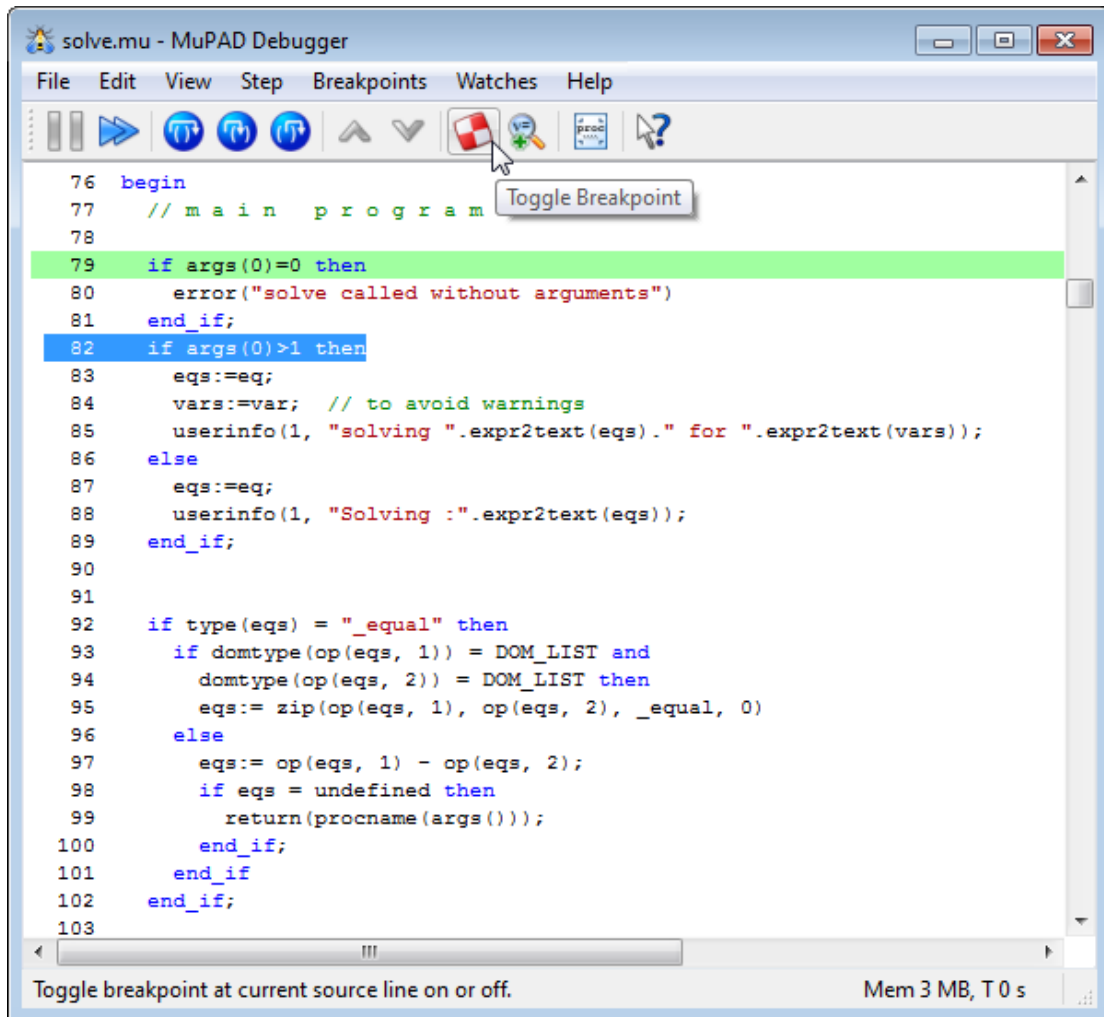 solve.mu - MuPAD Debugger
File Edit View Step Breakpoints Watches Help
proc
Toggle Breakpoint
76 begin
77 // m a i n   p r o g r a m
78
79 if args(0)=0 then
80 error("solve called without arguments")
81 end_if;
82 if args(0)>1 then
83 eqs:=eq;
84 vars:=var; // to avoid warnings
85 userinfo(1, "solving ".expr2text(eqs)." for ".expr2text(vars));
86 else
87 eqs:=eq;
88 userinfo(1, "Solving :".expr2text(eqs));
89 end_if;
90
91
92 if type(eqs) = "_equal" then
93 if domtype(op(eqs, 1)) = DOM_LIST and
94 domtype(op(eqs, 2)) = DOM_LIST then
95 eqs:= zip(op(eqs, 1), op(eqs, 2), _equal, 0)
96 else
97 eqs:= op(eqs, 1) - op(eqs, 2);
98 if eqs = undefined then
99 return(procname(args()));
100 end_if;
101 end_if
102 end_if;
103
Toggle breakpoint at current source line on or off. Mem 3 MB, T 0 s